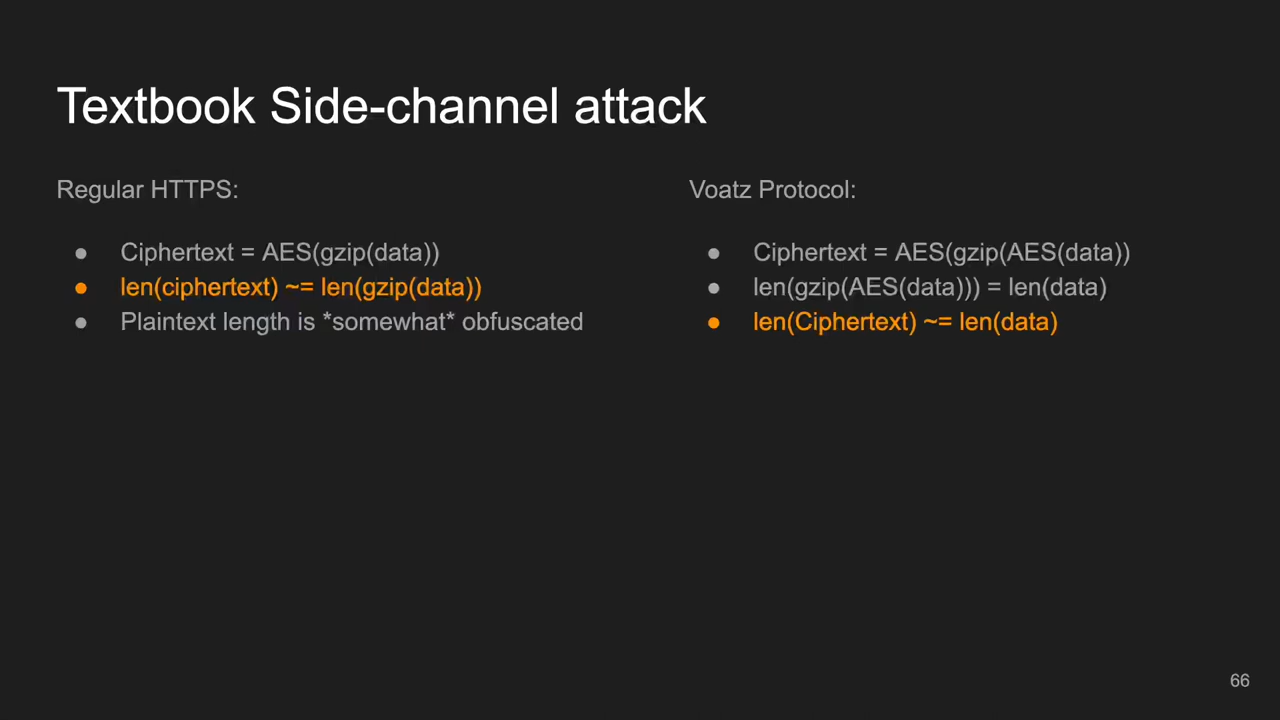 Textbook Side-channel attack
Regular HTTPS:
● Ciphertext = AES(gzip(data))
● len(ciphertext) ~= len(gzip(data))
● Plaintext length is *somewhat* obfuscated
Voatz Protocol:
● Ciphertext = AES(gzip(AES(data))
● len(gzip(AES(data))) = len(data)
● len(Ciphertext) ~= len(data)
66